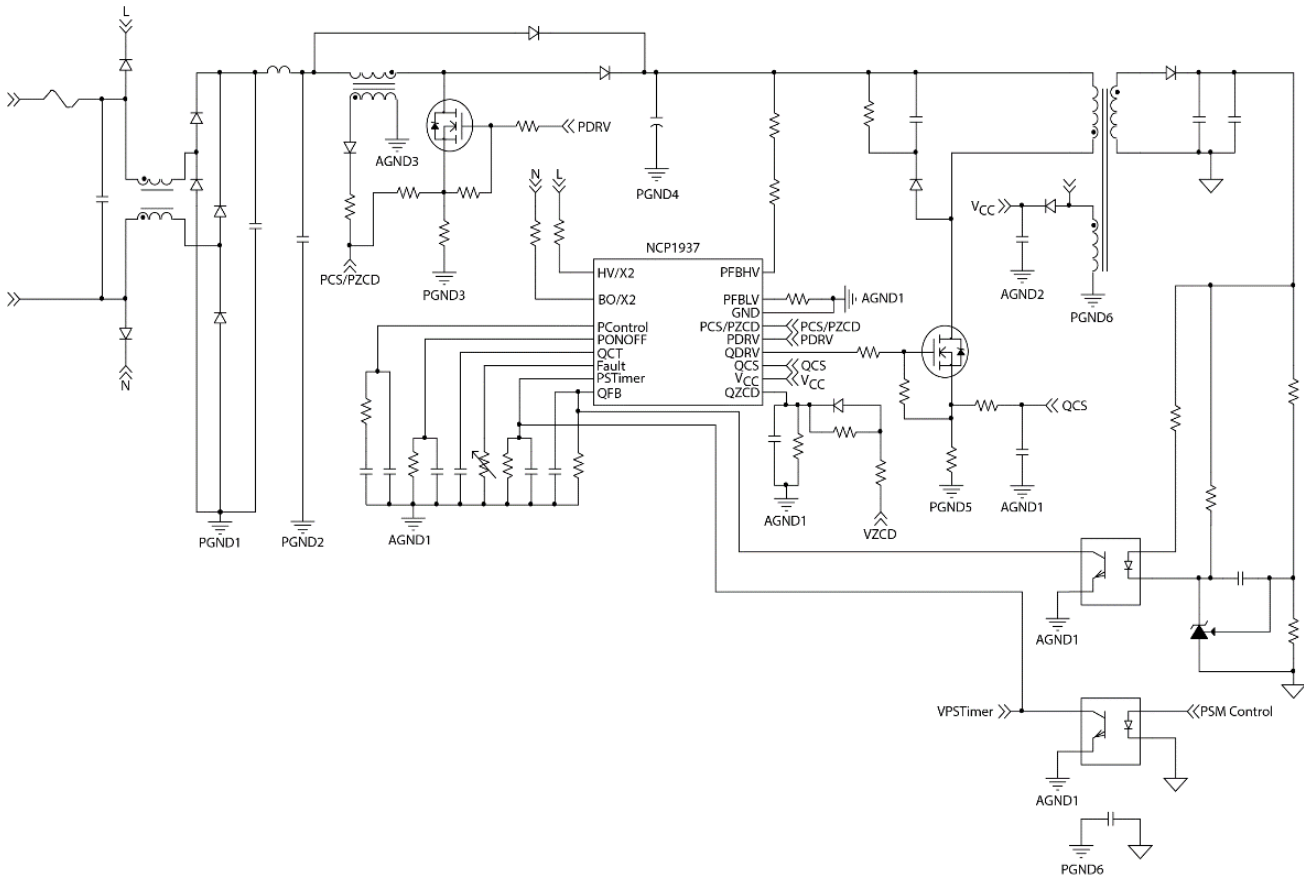 L
PDRV
AGND3
N L
PGND4
VCC
NCP1937
PCS/PZCD
HV/X2
PFBHV
AGND2
PGND3
BO/X2
PFBLV
AGND1
GND
PGND6
PControl
PCS/PZCD
PCS/PZCD
PONOFF
PDRV
PDRV
QCT
QDRV
Fault
QCS
QCS
PSTimer
VCC
VCC
N
QFB
QZCD
QCS
PGND5
AGND1
AGND1
VZCD
PGND1
PGND2
AGND1
AGND1
VPSTimer
PSM Control
AGND1
PGND6